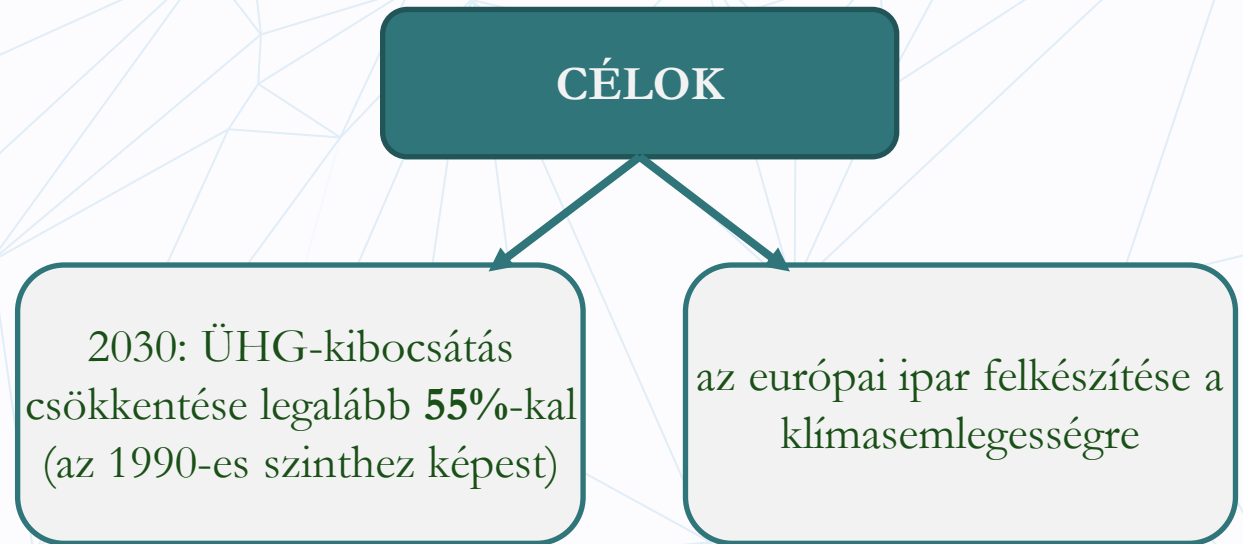 CÉLOK
2030: ÜHG-kibocsátás
csökkentése legalább 55%-kal
(az 1990-es szinthez képest)
az európai ipar felkészítése a
klímasemlegességre